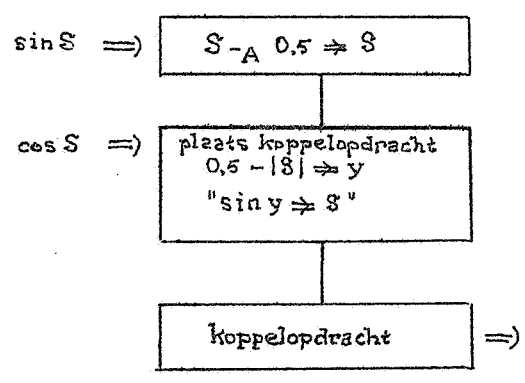 sin S ⇒ S -A 0,5 ⇒ S
cos S ⇒ plaats koppelopdracht
0,5 - |S| ⇒ y
"sin y ⇒ S"
koppelopdracht ⇒